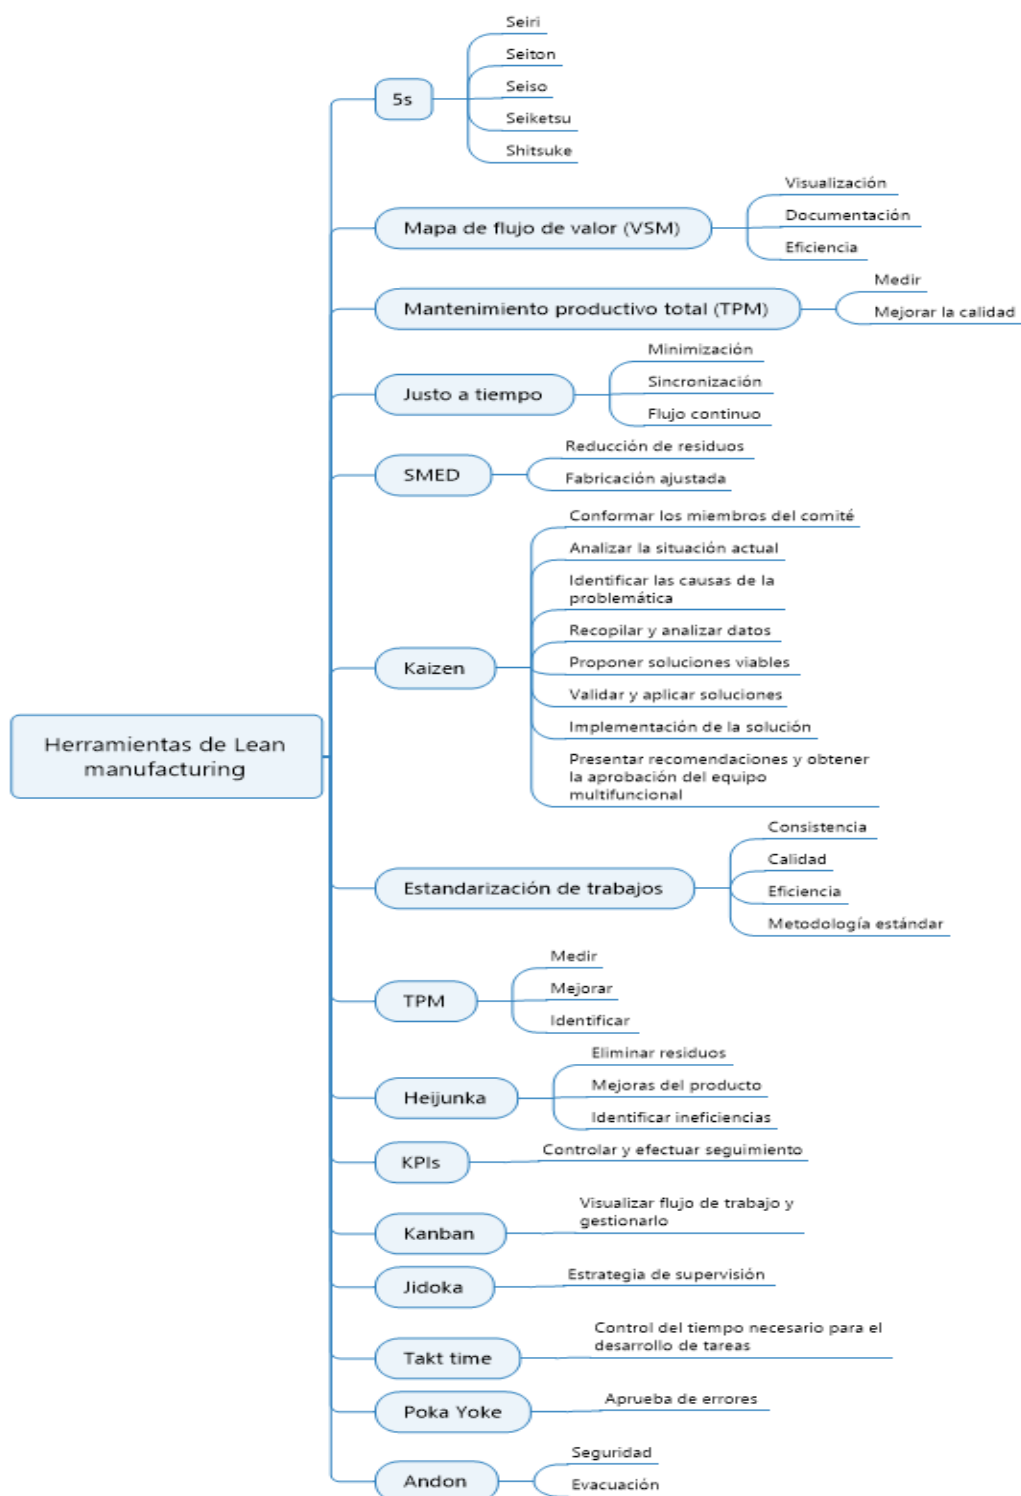 Herramientas de Lean
manufacturing
5s
Seiri
Seiton
Seiso
Seiketsu
Shitsuke
Mapa de flujo de valor (VSM)
Visualización
Documentación
Eficiencia
Mantenimiento productivo total (TPM)
Medir
Mejorar la calidad
Justo a tiempo
Minimización
Sincronización
Flujo continuo
SMED
Reducción de residuos
Fabricación ajustada
Kaizen
Conformar los miembros del comité
Analizar la situación actual
Identificar las causas de la
problemática
Recopilar y analizar datos
Proponer soluciones viables
Validar y aplicar soluciones
Implementación de la solución
Presentar recomendaciones y obtener
la aprobación del equipo
multifuncional
Estandarización de trabajos
Consistencia
Calidad
Eficiencia
Metodología estándar
TPM
Medir
Mejorar
Identificar
Heijunka
Eliminar residuos
Mejoras del producto
Identificar ineficiencias
KPIs
Controlar y efectuar seguimiento
Kanban
Visualizar flujo de trabajo y
gestionarlo
Jidoka
Estrategia de supervisión
Takt time
Control del tiempo necesario para el
desarrollo de tareas
Poka Yoke
Aprueba de errores
Andon
Seguridad
Evacuación